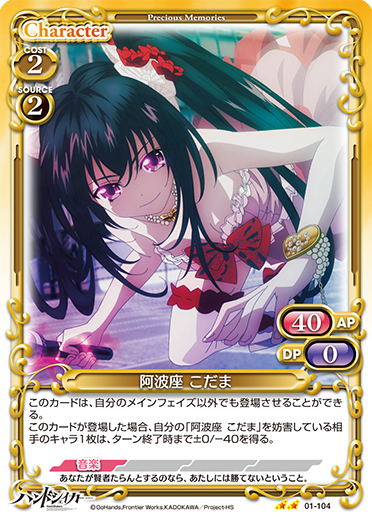 Precious Memories
Character
COST
2
SOURCE
2
40 AP
DP 0
阿波座 こだま
このカードは、自分のメインフェイズ以外でも登場させることができ
る。
このカードが登場した場合、自分の「阿波座 こだま」を妨害している相
手のキャラ1枚は、ターン終了時まで±0/－40を得る。
音楽
あなたが賢者たらんとするのなら、あたしには勝てないということ。
ハンドシェイカー
©GoHands,Frontier Works,KADOKAWA／Project-HS
01-104